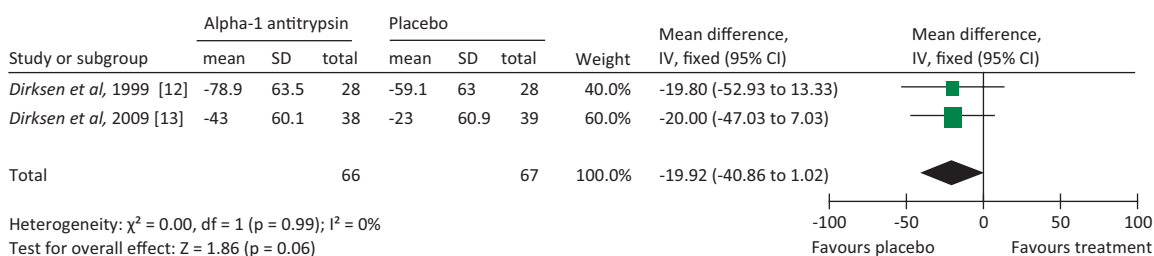 Alpha-1 antitrypsin Placebo Mean difference, Mean difference,
Study or subgroup mean SD total mean SD total Weight IV, fixed (95% CI) IV, fixed (95% CI)
Dirksen et al, 1999 [12] -78.9 63.5 28 -59.1 63 28 40.0% -19.80 (-52.93 to 13.33)
Dirksen et al, 2009 [13] -43 60.1 38 -23 60.9 39 60.0% -20.00 (-47.03 to 7.03)
Total 66 67 100.0% -19.92 (-40.86 to 1.02)
-100 -50 0 50 100
Heterogeneity: χ² = 0.00, df = 1 (p = 0.99); I² = 0%
Test for overall effect: Z = 1.86 (p = 0.06) Favours placebo Favours treatment